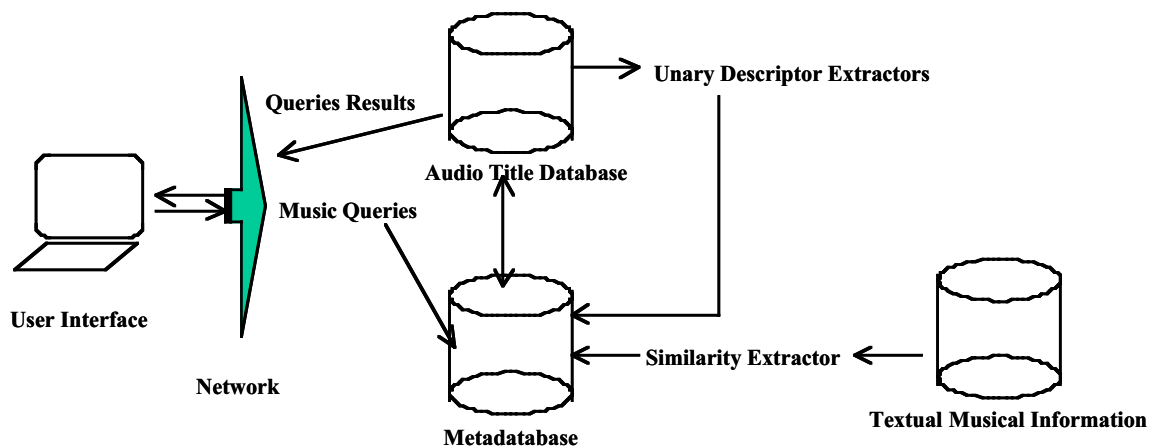 Unary Descriptor Extractors
Queries Results
Audio Title Database
Music Queries
User Interface
Similarity Extractor
Network
Textual Musical Information
Metadatabase